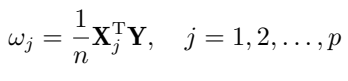 ω_j = \frac{1}{n} \mathbf{X}_j^{\mathrm{T}} \mathbf{Y}, \quad j = 1, 2, \ldots, p